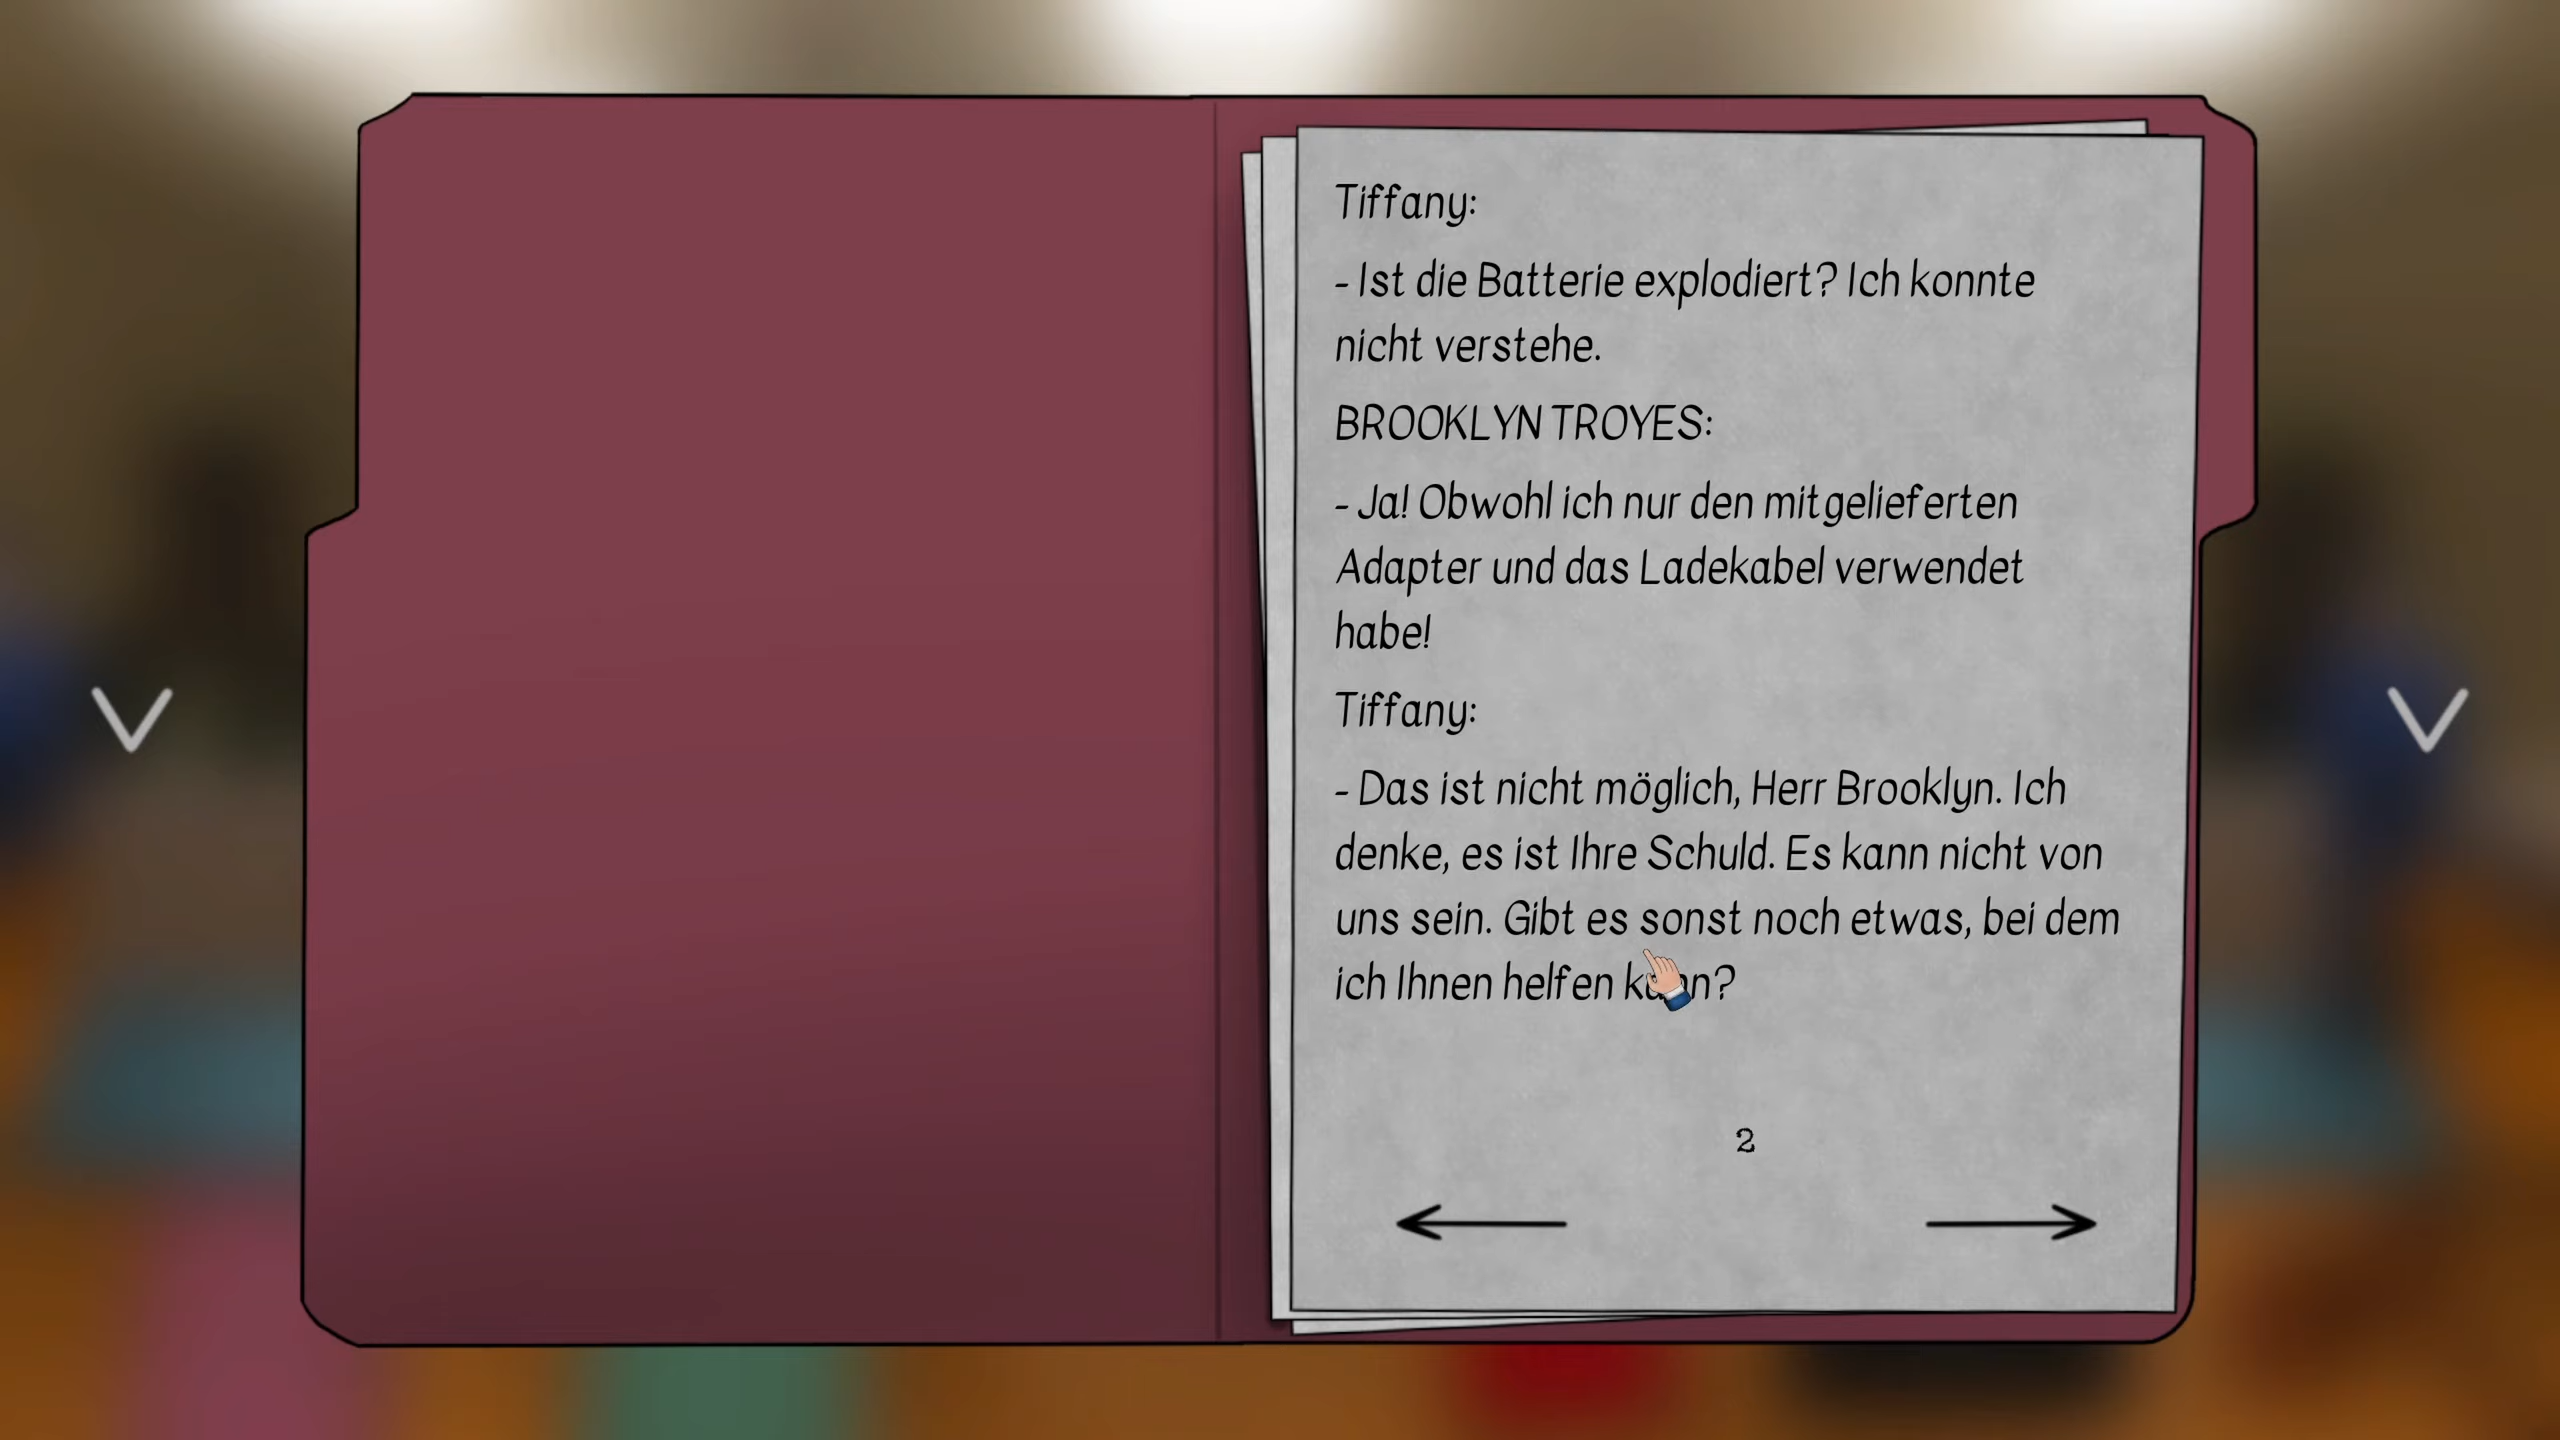 Tiffany:
- Ist die Batterie explodiert? Ich konnte
nicht verstehe.
BROOKLYN TROYES:
- Ja! Obwohl ich nur den mitgelieferten
Adapter und das Ladekabel verwendet
habe!
Tiffany:
- Das ist nicht möglich, Herr Brooklyn. Ich
denke, es ist Ihre Schuld. Es kann nicht von
uns sein. Gibt es sonst noch etwas, bei dem
ich Ihnen helfen kann?
2